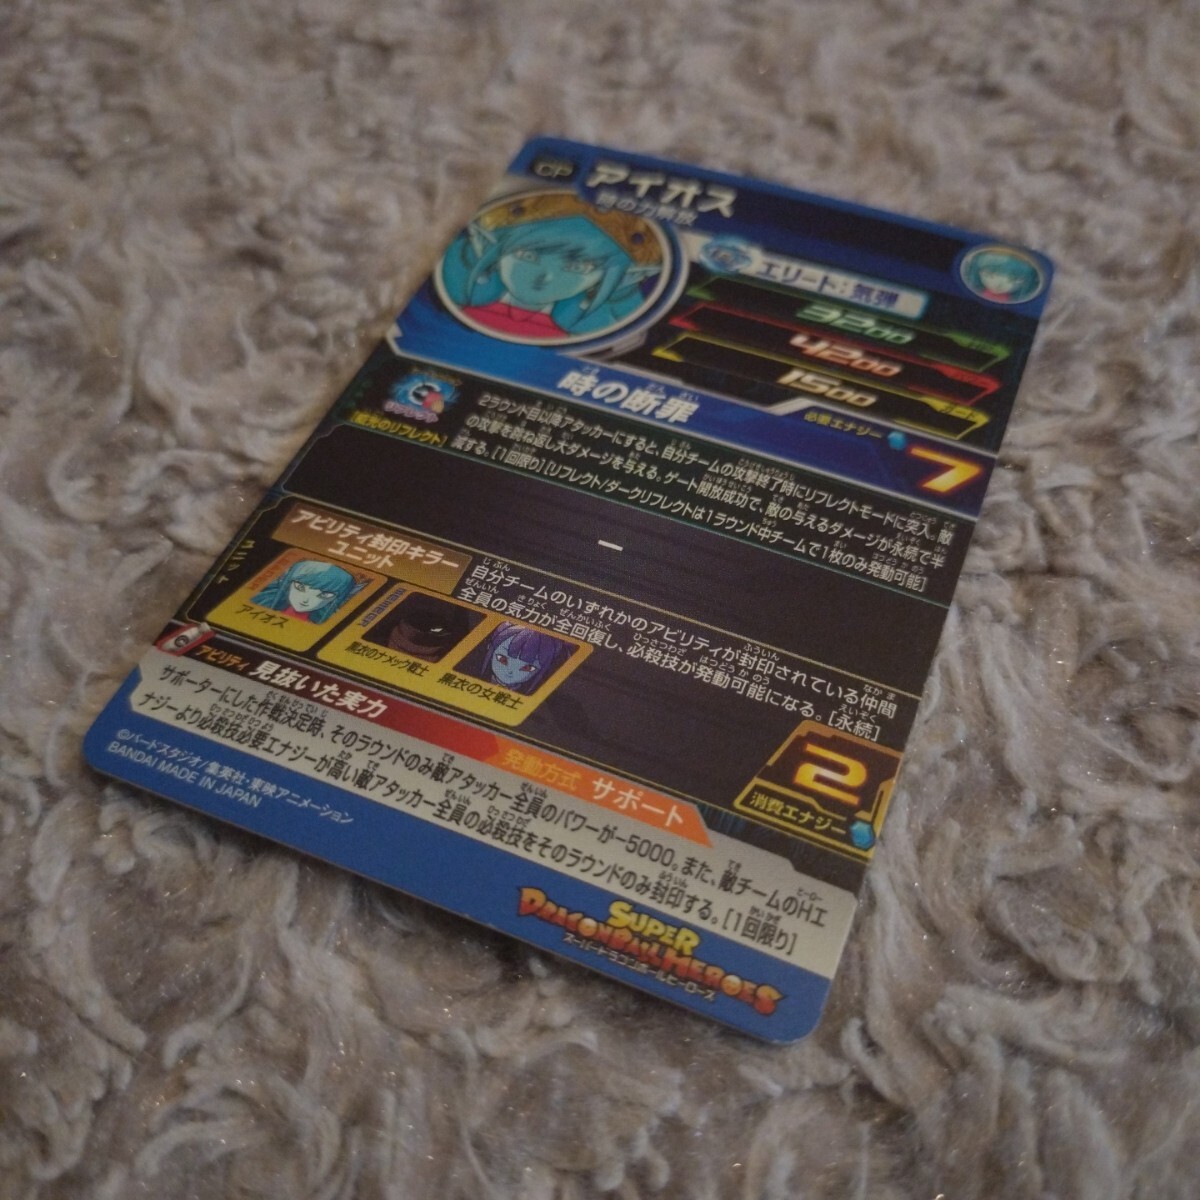 CP
アイオス
時の力解放
エリート:気弾
3200
4200
1500
ガード
時の断罪
必要エナジー
7
リフレクト
2ラウンド目以降アタッカーにすると、自分チームの攻撃終了時にリフレクトモードに突入。敵
の攻撃を跳ね返し大ダメージを与える。ゲート開放成功で、敵の与えるダメージが永続で半
減する。[1回限り][リフレクト/ダークリフレクトは1ラウンド中チームで1枚のみ発動可能]
ー
ユニット
アビリティ封印キラー
ユニット
アイオス
黒衣のナメック戦士
黒衣の女戦士
自分チームのいずれかのアビリティが封印されている仲間
全員の気力が全回復し、必殺技が発動可能になる。[永続]
2
消費エナジー
アビリティ
見抜いた実力
発動方式 サポート
サポーターにした作戦決定時、そのラウンドのみ敵アタッカー全員のパワーが-5000。また、敵チームのHエ
ナジーより必殺技必要エナジーが高い敵アタッカー全員の必殺技をそのラウンドのみ封印する。[1回限り]
©バードスタジオ/集英社・東映アニメーション
BANDAI MADE IN JAPAN
SUPER
DRAGONBALL HEROES
スーパードラゴンボールヒーローズ